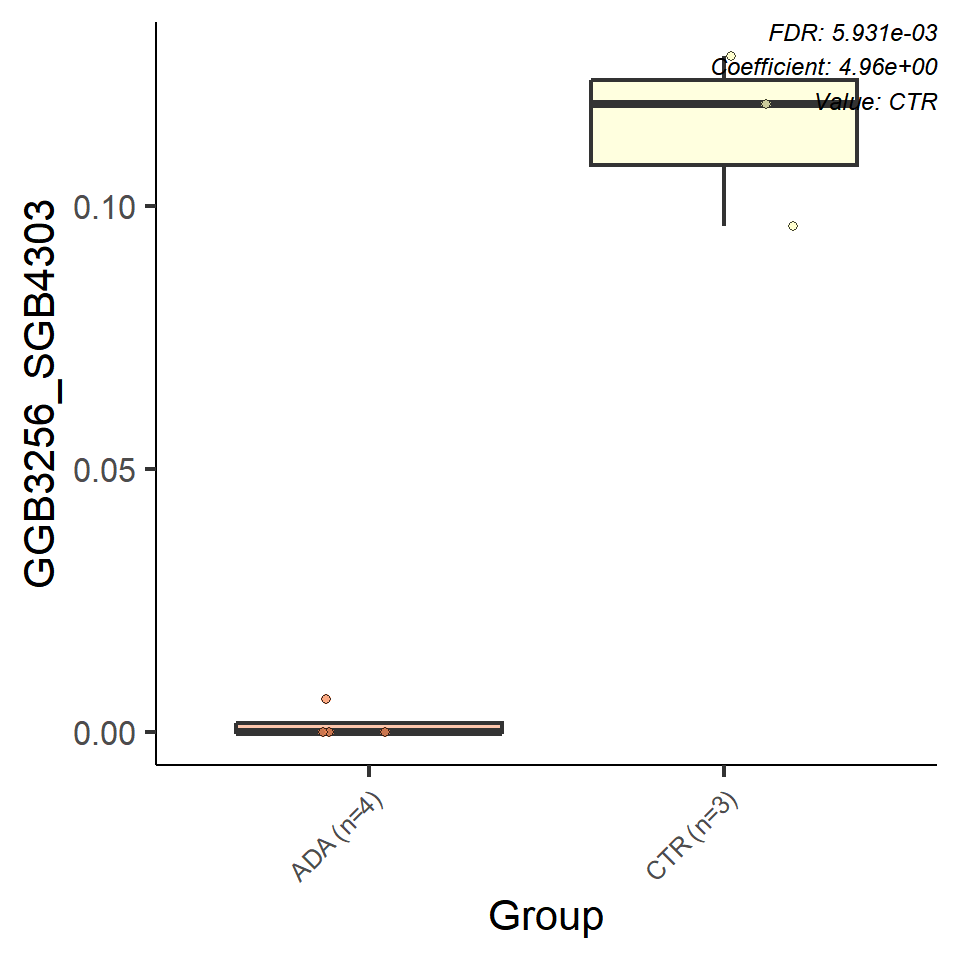 FDR: 5.931e-03
Coefficient: 4.96e+00
Value: CTR
GGB3256_SGB4303
0.10
0.05
0.00
ADA (n=4)
CTR (n=3)
Group